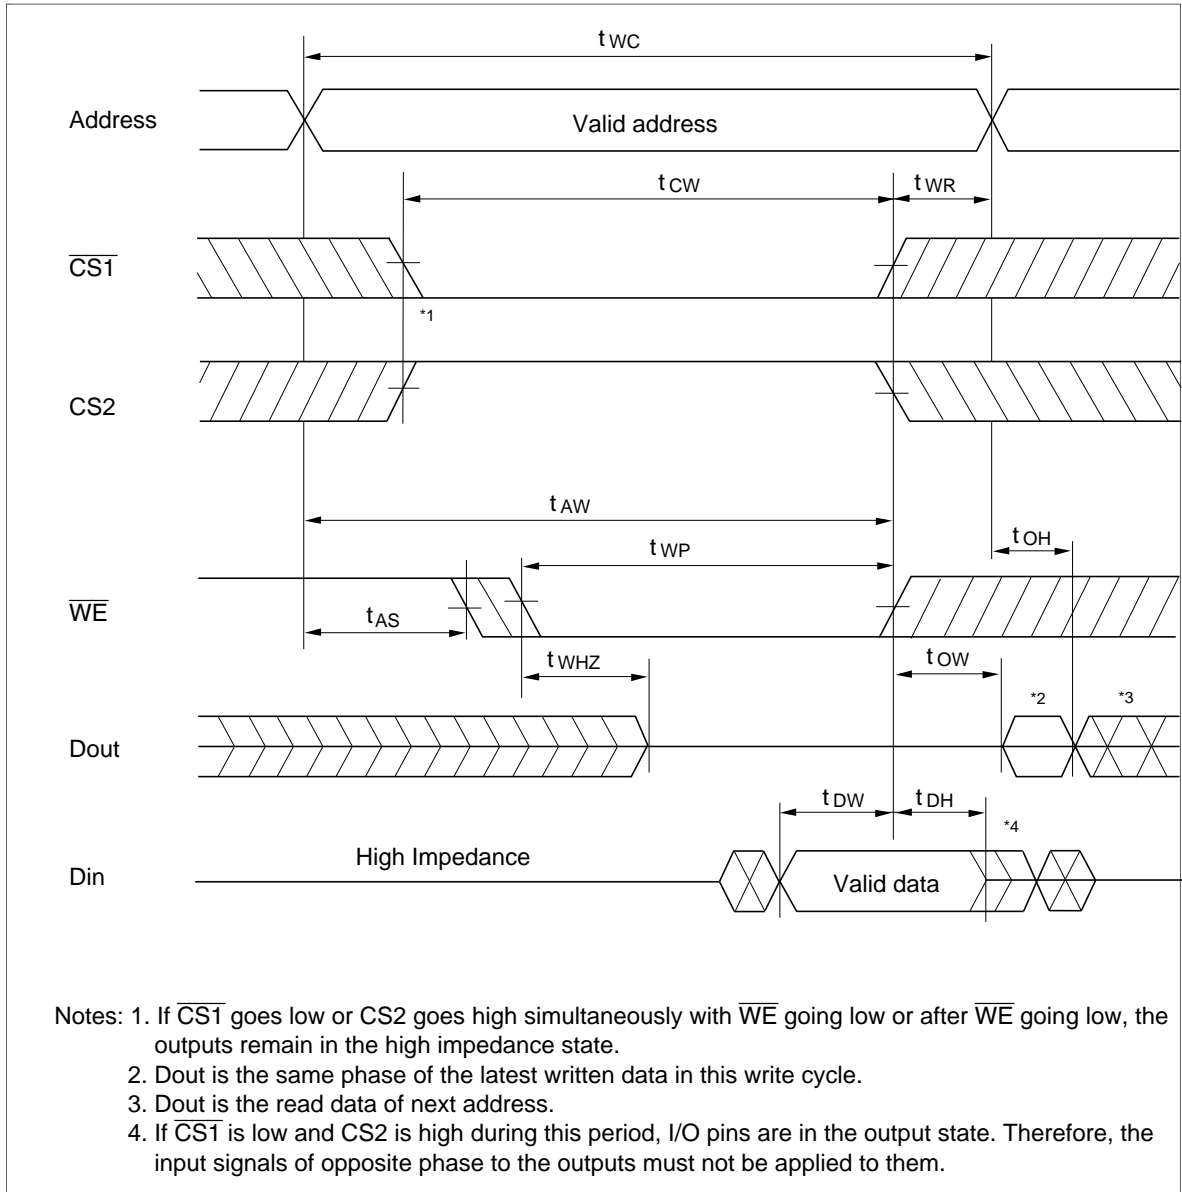 t WC
Address
Valid address
t CW
t WR
CS1
*1
CS2
t AW
t WP
t OH
WE
t AS
t WHZ
t OW
*2
*3
Dout
t DW
t DH
*4
High Impedance
Din
Valid data
Notes: 1. If CS1 goes low or CS2 goes high simultaneously with WE going low or after WE going low, the
outputs remain in the high impedance state.
2. Dout is the same phase of the latest written data in this write cycle.
3. Dout is the read data of next address.
4. If CS1 is low and CS2 is high during this period, I/O pins are in the output state. Therefore, the
input signals of opposite phase to the outputs must not be applied to them.